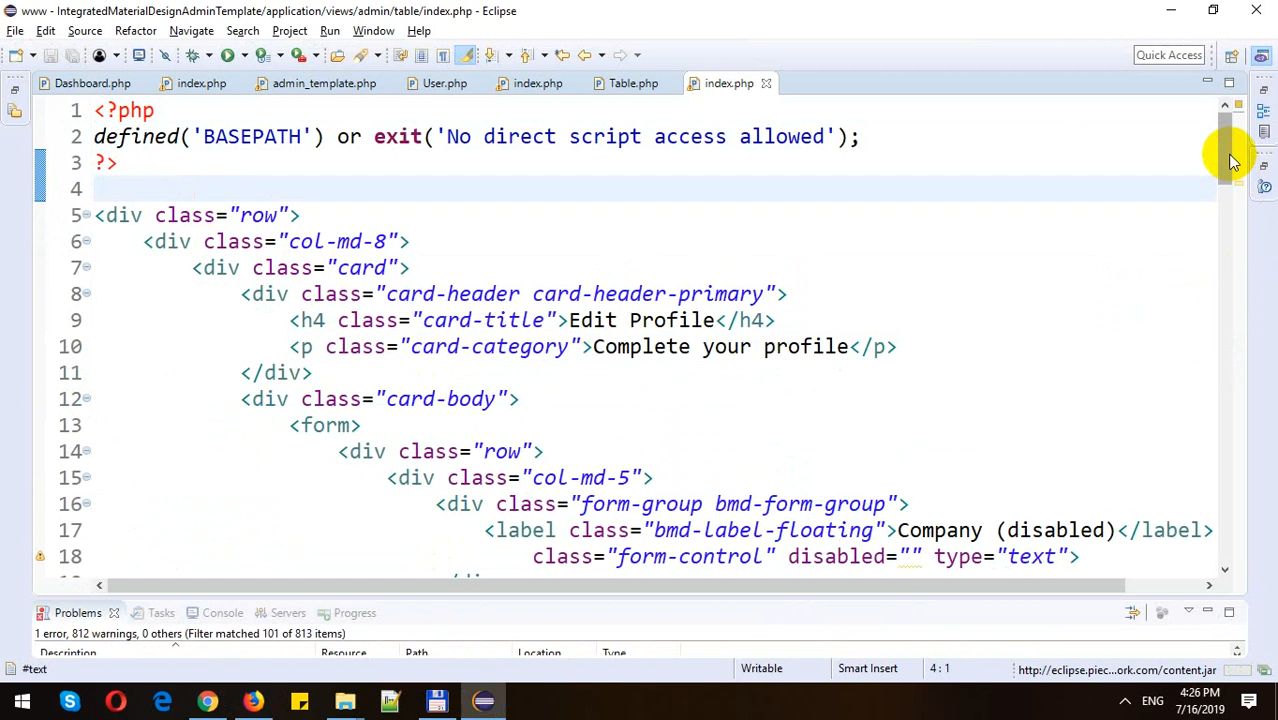 www - IntegratedMaterialDesignAdminTemplate/application/views/admin/table/index.php - Eclipse
File Edit Source Refactor Navigate Search Project Run Window Help
Quick Access
Dashboard.php index.php admin_template.php User.php index.php Table.php index.php
1 <?php
2 defined('BASEPATH') or exit('No direct script access allowed');
3 ?>
4
5 <div class="row">
6 <div class="col-md-8">
7 <div class="card">
8 <div class="card-header card-header-primary">
9 <h4 class="card-title">Edit Profile</h4>
10 <p class="card-category">Complete your profile</p>
11 </div>
12 <div class="card-body">
13 <form>
14 <div class="row">
15 <div class="col-md-5">
16 <div class="form-group bmd-form-group">
17 <label class="bmd-label-floating">Company (disabled)</label>
18 class="form-control" disabled="" type="text">
Problems Tasks Console Servers Progress
1 error, 812 warnings, 0 others (Filter matched 101 of 813 items)
Description Resource Path Location Type
#text Writable Smart Insert 4 : 1 http://eclipse.piec...ork.com/content.jar
ENG 4:26 PM
7/16/2019